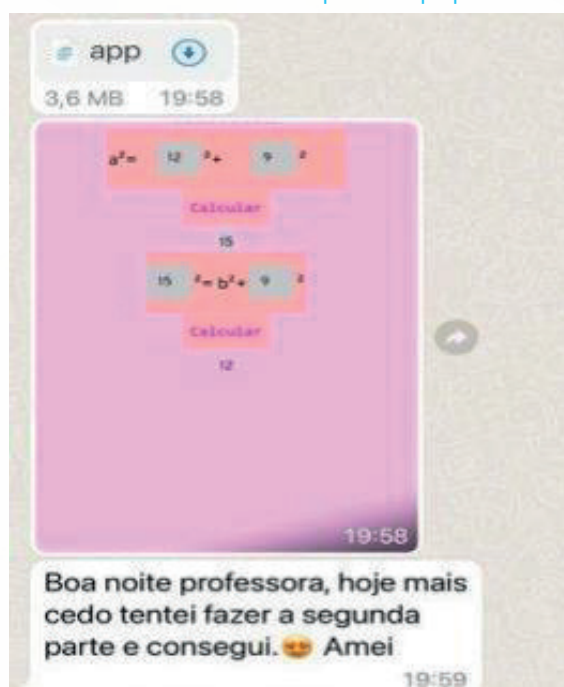 app
3,6 MB 19:58
a²= 12 ²+ 9 ²
Calcular
15
15 ²= b²+ 9 ²
Calcular
12
19:58
Boa noite professora, hoje mais
cedo tentei fazer a segunda
parte e consegui.😍 Amei
19:59